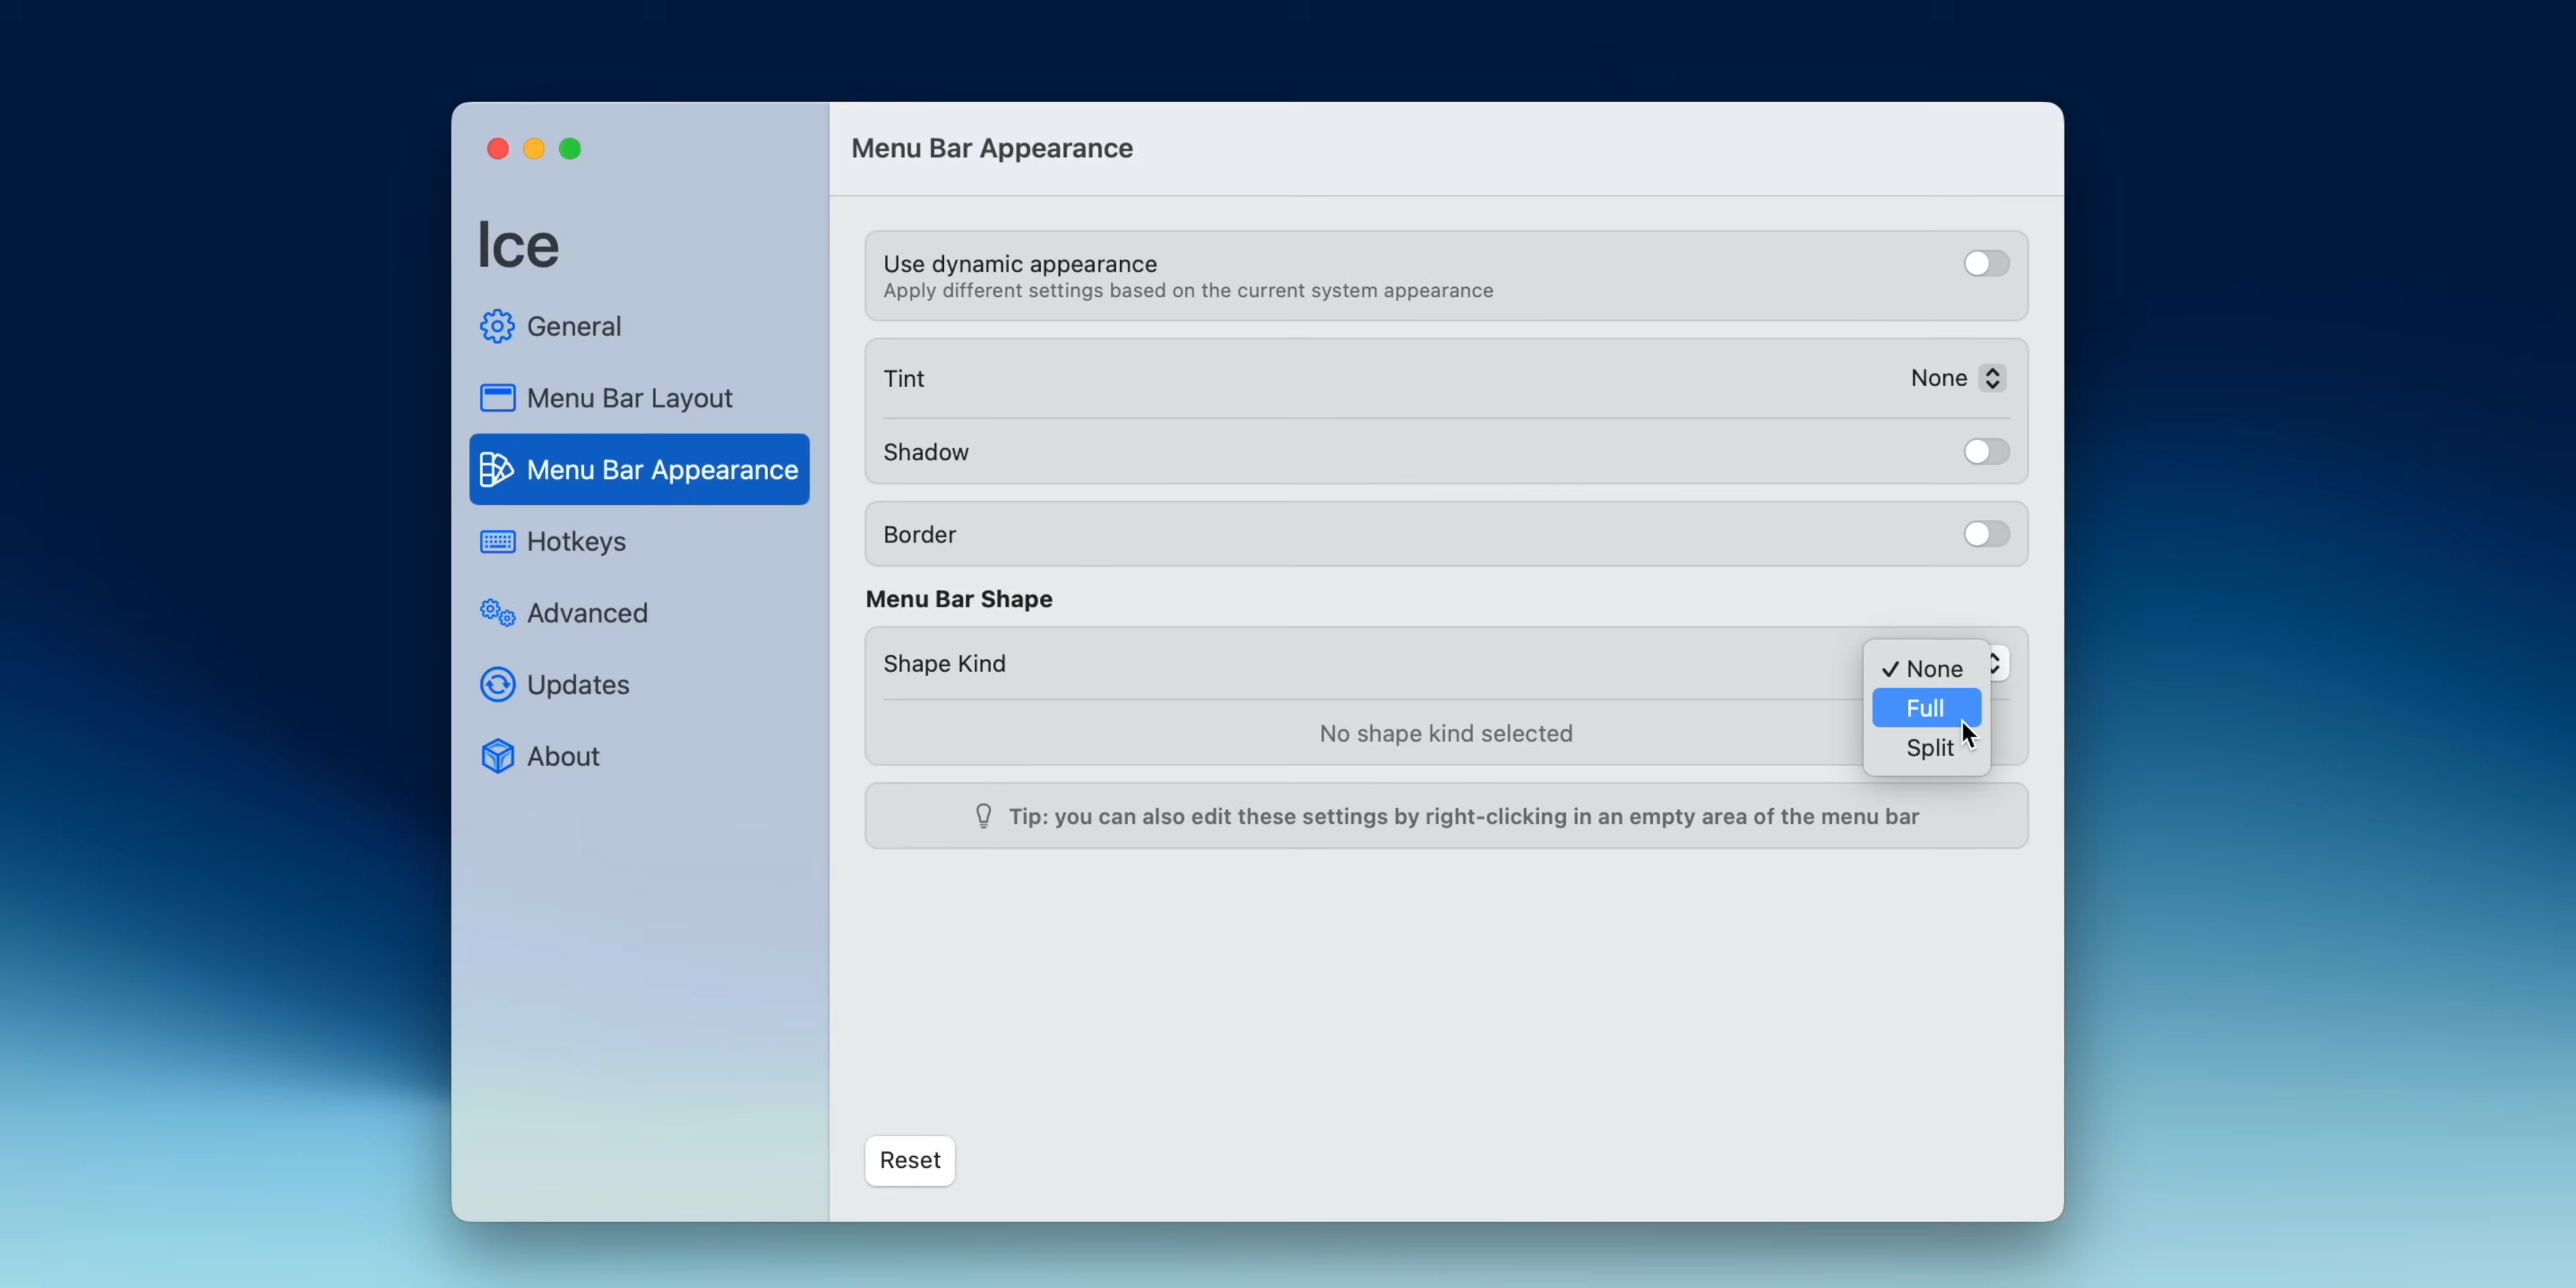 Ice
General
Menu Bar Layout
Menu Bar Appearance
Hotkeys
Advanced
Updates
About
Menu Bar Appearance
Use dynamic appearance
Apply different settings based on the current system appearance
Tint
None
Shadow
Border
Menu Bar Shape
Shape Kind
None
Full
Split
No shape kind selected
Tip: you can also edit these settings by right-clicking in an empty area of the menu bar
Reset